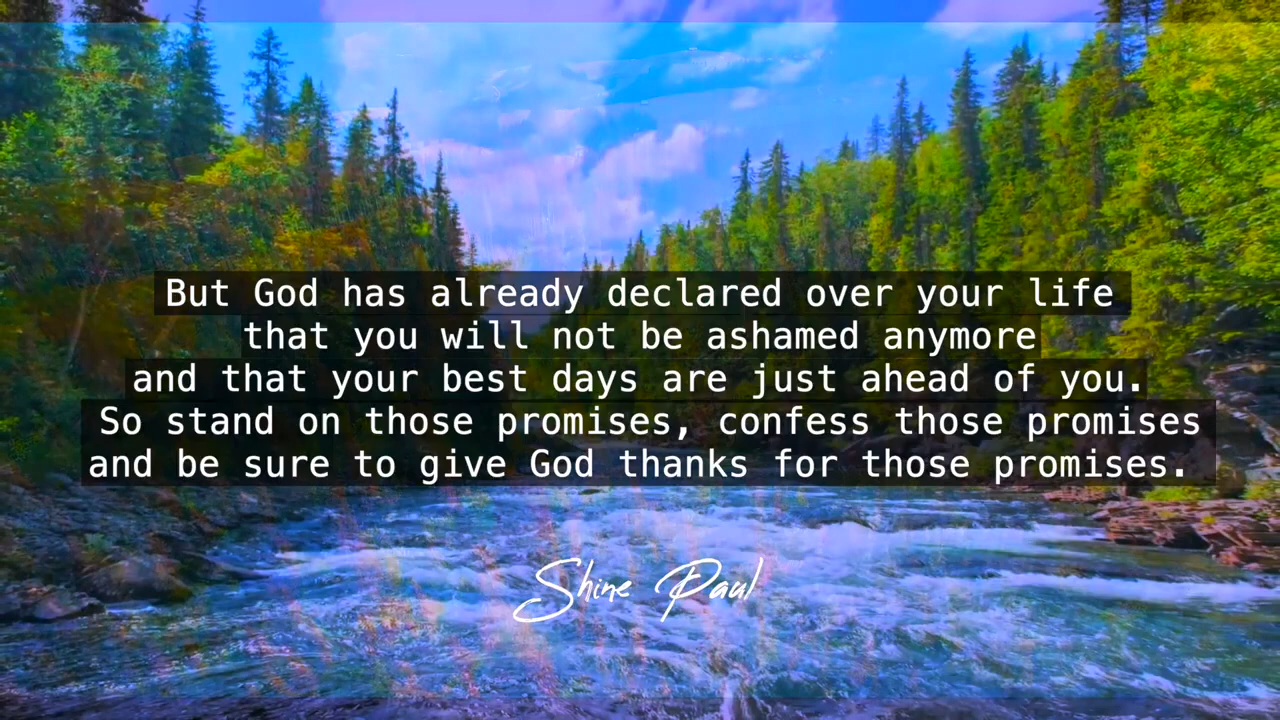 But God has already declared over your life
that you will not be ashamed anymore
and that your best days are just ahead of you.
So stand on those promises, confess those promises
and be sure to give God thanks for those promises.
Shine Paul